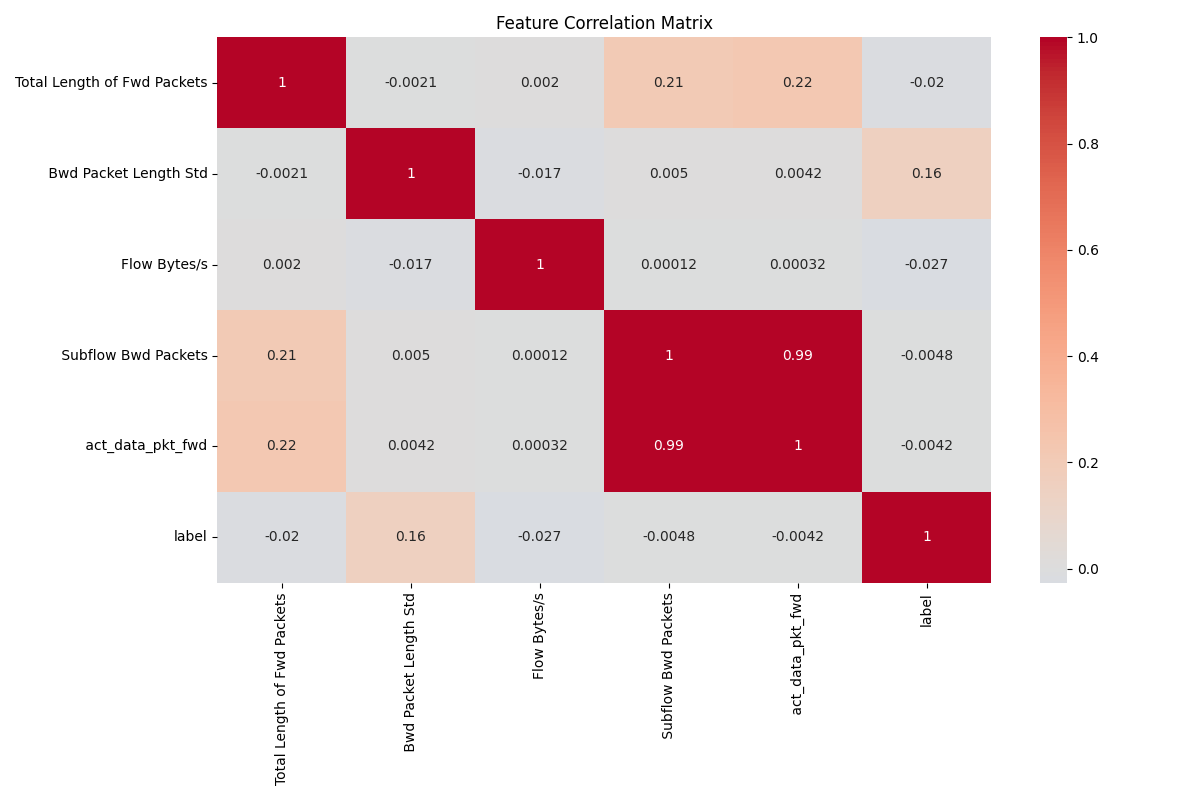 Feature Correlation Matrix
Total Length of Fwd Packets 1 -0.0021 0.002 0.21 0.22 -0.02
Bwd Packet Length Std -0.0021 1 -0.017 0.005 0.0042 0.16
Flow Bytes/s 0.002 -0.017 1 0.00012 0.00032 -0.027
Subflow Bwd Packets 0.21 0.005 0.00012 1 0.99 -0.0048
act_data_pkt_fwd 0.22 0.0042 0.00032 0.99 1 -0.0042
label -0.02 0.16 -0.027 -0.0048 -0.0042 1
Total Length of Fwd Packets
Bwd Packet Length Std
Flow Bytes/s
Subflow Bwd Packets
act_data_pkt_fwd
label
1.0
0.8
0.6
0.4
0.2
0.0